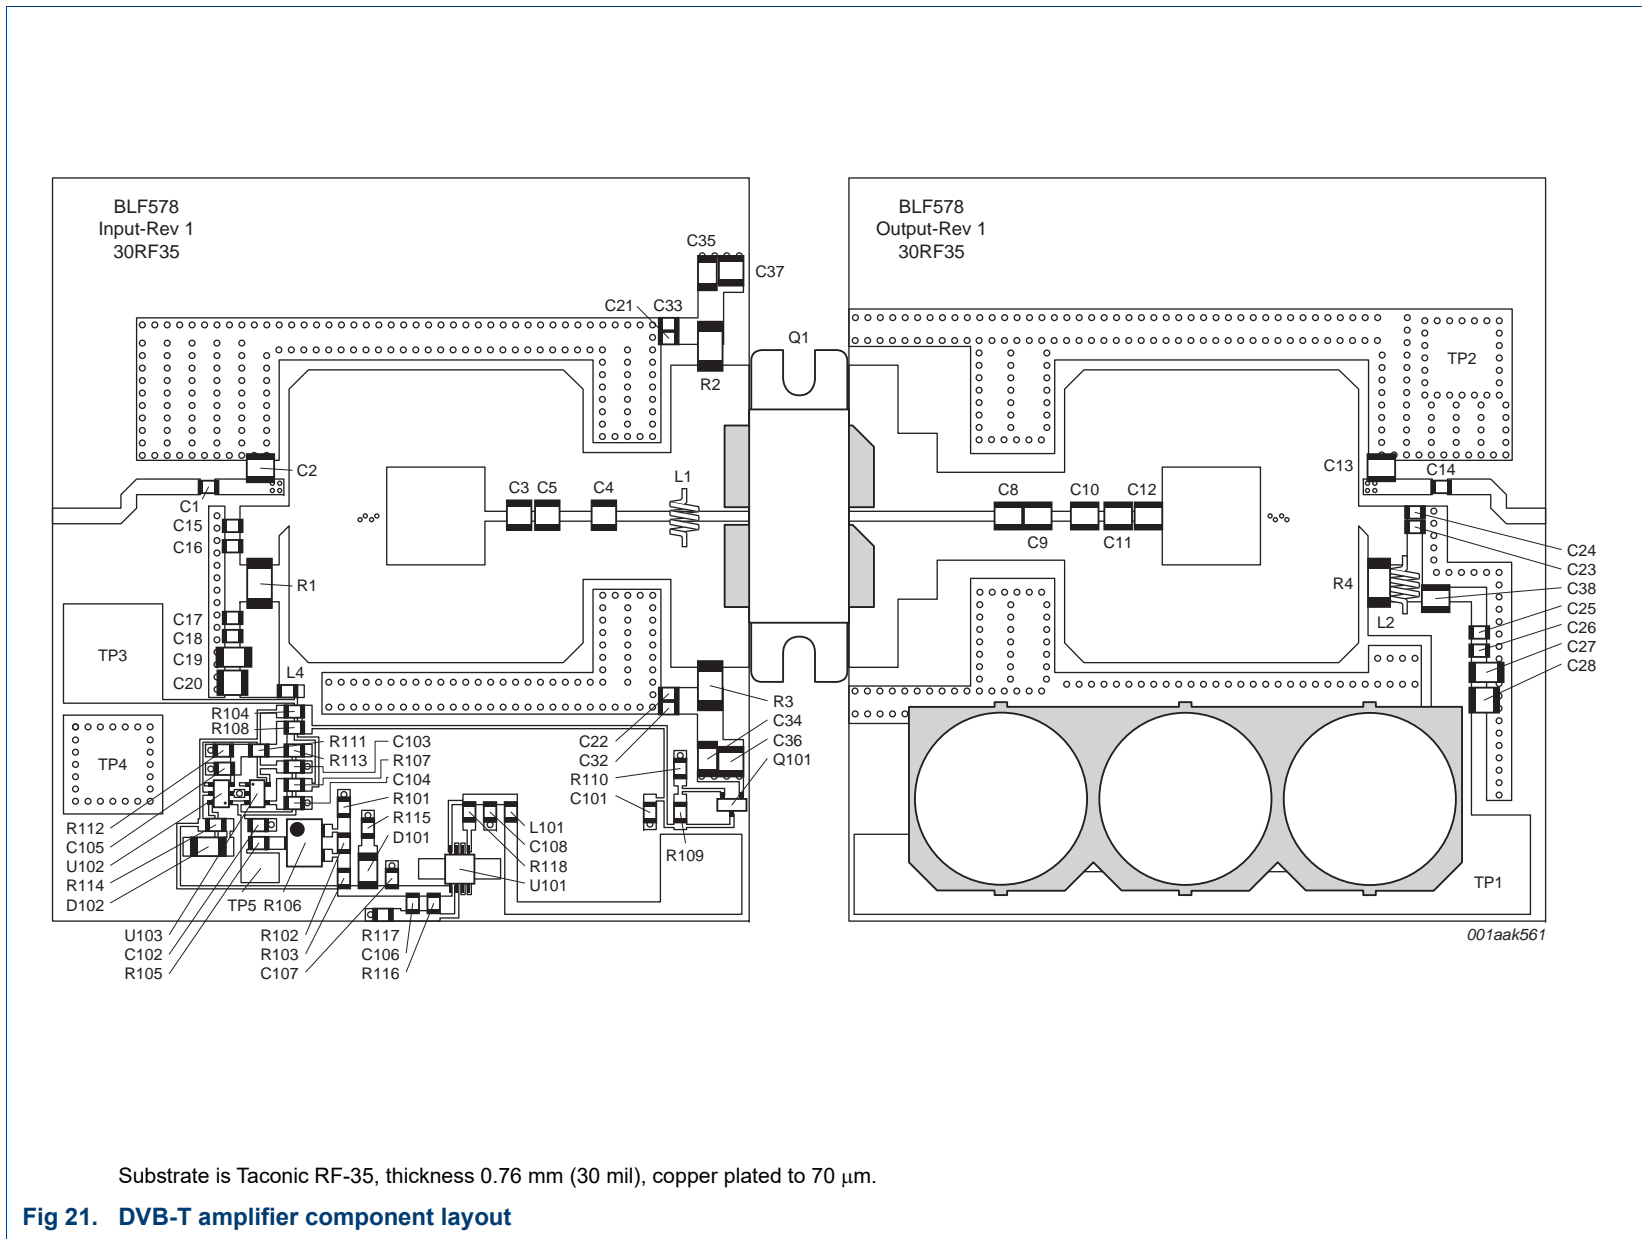 BLF578
Input-Rev 1
30RF35
BLF578
Output-Rev 1
30RF35
C35
C37
C21
C33
R2
Q1
TP2
C2
C1
C3
C5
C4
L1
C8
C9
C10
C11
C12
C13
C14
C15
C16
R1
C17
C18
C19
C20
TP3
L4
R4
L2
C24
C23
C38
C25
C26
C27
C28
R104
R108
TP4
R111
R113
C103
R107
C104
R101
R115
D101
C22
C32
R110
C101
R3
C34
C36
Q101
R112
C105
U102
R114
D102
L101
C108
R118
U101
R109
TP5
R106
TP1
U103
C102
R105
R102
R103
C107
R117
C106
R116
001aak561
Substrate is Taconic RF-35, thickness 0.76 mm (30 mil), copper plated to 70 μm.
Fig 21. DVB-T amplifier component layout